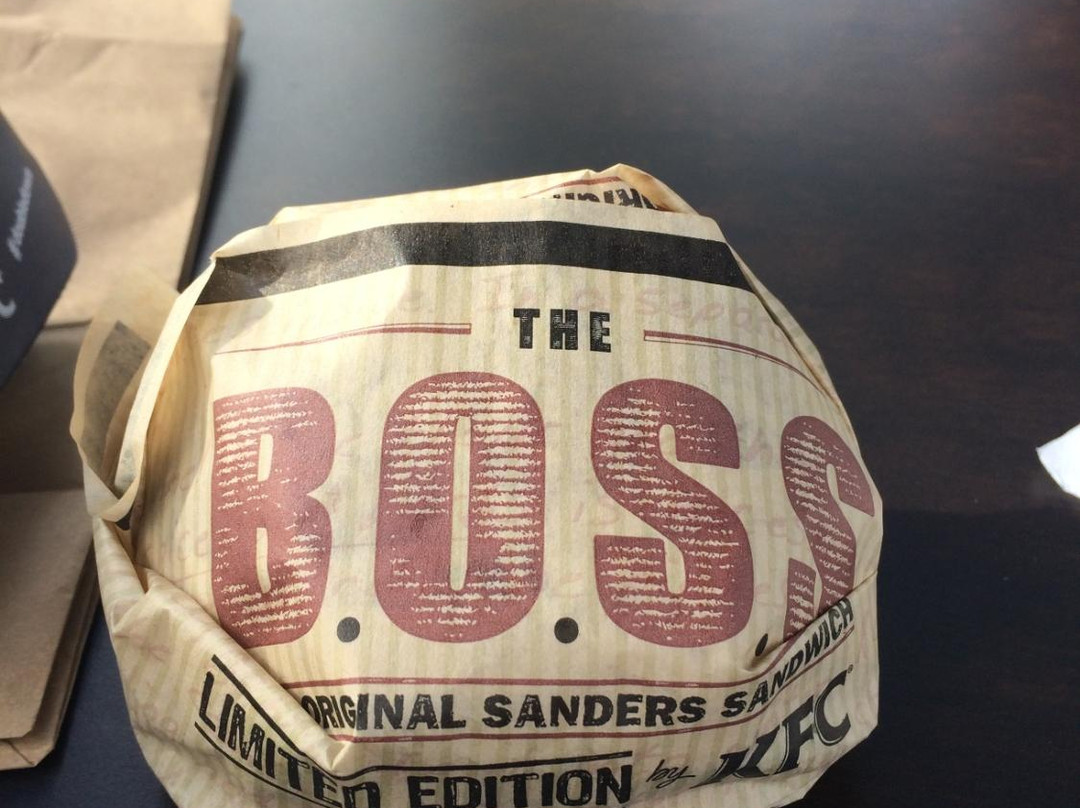 THE
B.O.S.S
ORIGINAL SANDERS SANDWICH
LIMITED EDITION by KFC